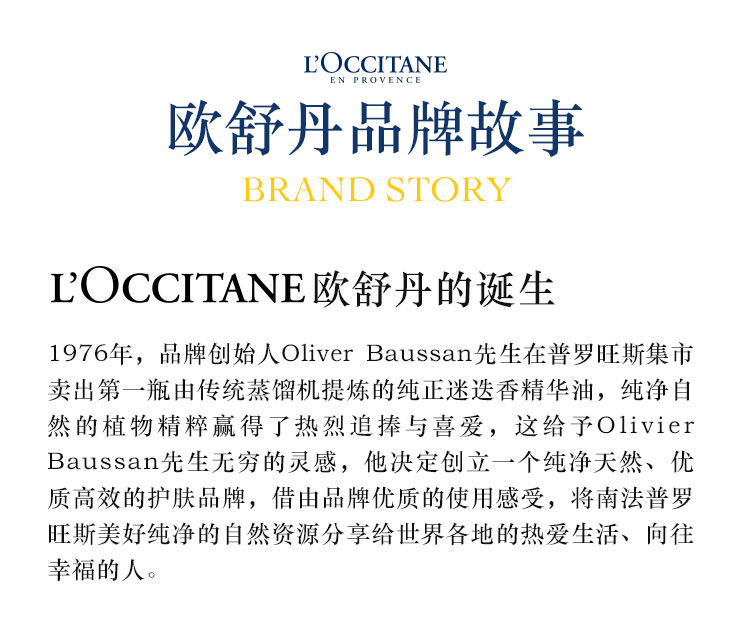 L'OCCITANE
EN PROVENCE
欧舒丹品牌故事
BRAND STORY
L'OCCITANE欧舒丹的诞生
1976年，品牌创始人Oliver Baussan先生在普罗旺斯集市
卖出第一瓶由传统蒸馏机提炼的纯正迷迭香精华油，纯净自
然的植物精粹赢得了热烈追捧与喜爱，这给予Olivier
Baussan先生无穷的灵感，他决定创立一个纯净天然、优
质高效的护肤品牌，借由品牌优质的使用感受，将南法普罗
旺斯美好纯净的自然资源分享给世界各地的热爱生活、向往
幸福的人。